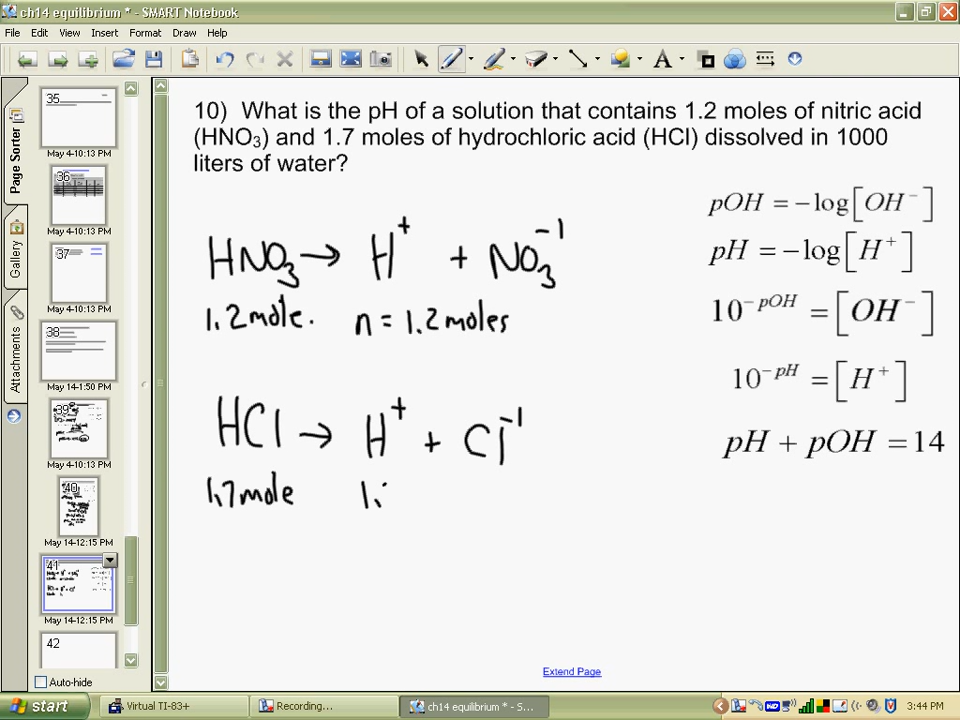 ch14 equilibrium * - SMART Notebook
File Edit View Insert Format Draw Help
Page Sorter
Gallery
Attachments
35
May 4-10:13 PM
36
May 4-10:13 PM
37
May 4-10:13 PM
38
May 14-1:50 PM
39
May 4-10:13 PM
40
May 14-12:15 PM
41
May 14-12:15 PM
42
Auto-hide
10) What is the pH of a solution that contains 1.2 moles of nitric acid
(HNO₃) and 1.7 moles of hydrochloric acid (HCl) dissolved in 1000
liters of water?
HNO₃ → H⁺ + NO₃⁻¹
1.2 mole. n = 1.2 moles
HCl → H⁺ + Cl⁻¹
1.7 mole 1.
pOH = −log[OH⁻]
pH = −log[H⁺]
10⁻ᵖᴼᴴ = [OH⁻]
10⁻ᵖᴴ = [H⁺]
pH + pOH = 14
Extend Page
start Virtual TI-83+ Recording... ch14 equilibrium * - S... 3:44 PM